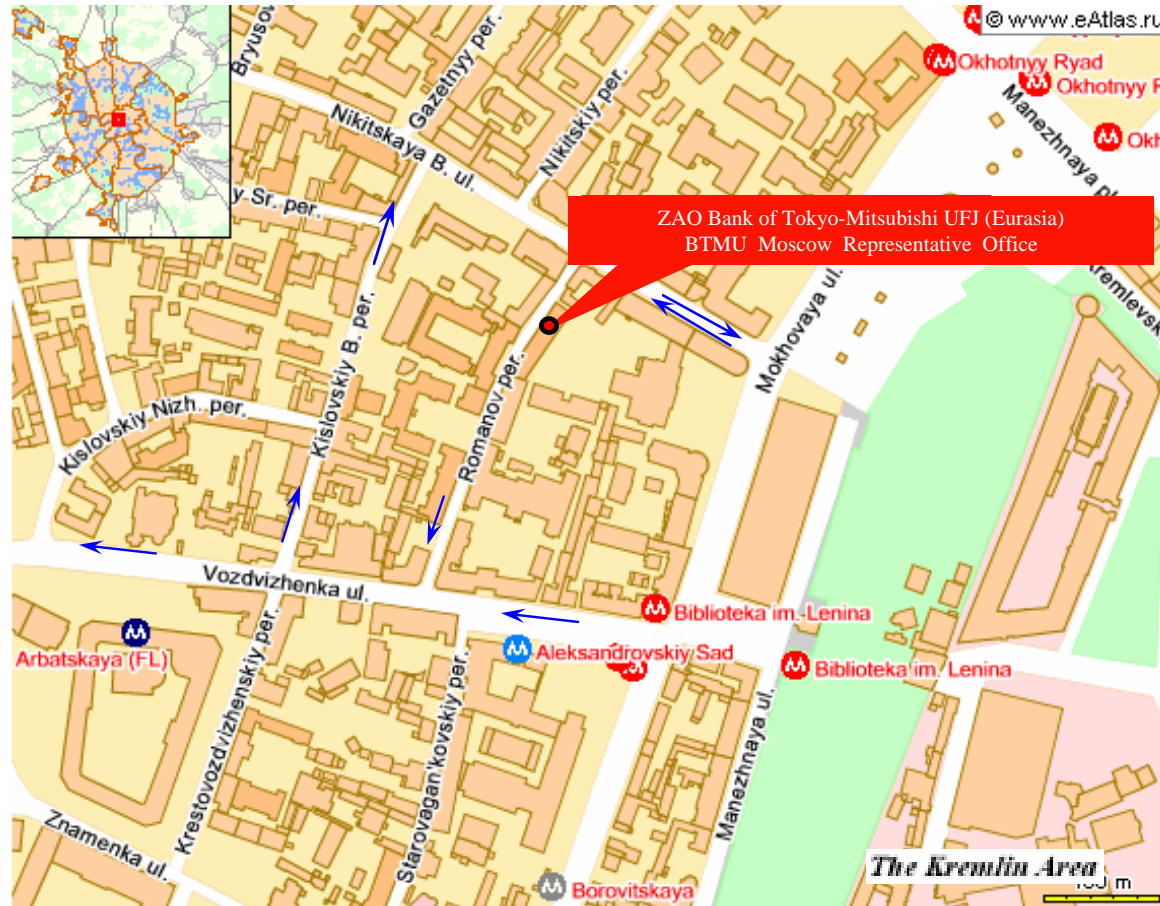 © www.eAtlas.ru
Okhotnyy Ryad
Okhotnyy
Manezhnaya
Bryusov
Gazetnyy per.
Nikitskaya B. ul.
Nikitskiy per.
y Sr. per.
ZAO Bank of Tokyo-Mitsubishi UFJ (Eurasia)
BTMU Moscow Representative Office
Mokhovaya ul.
Kislovskiy B. per.
Romanov per.
Kislovskiy Nizh. per.
Vozdvizhenka ul.
Biblioteka im. Lenina
Arbatskaya (FL)
Aleksandrovskiy Sad
Biblioteka im. Lenina
Krestovozdvizhenskiy per.
Starovagan'kovskiy per.
Manezhnaya ul.
Znamenka ul.
Borovitskaya
The Kremlin Area